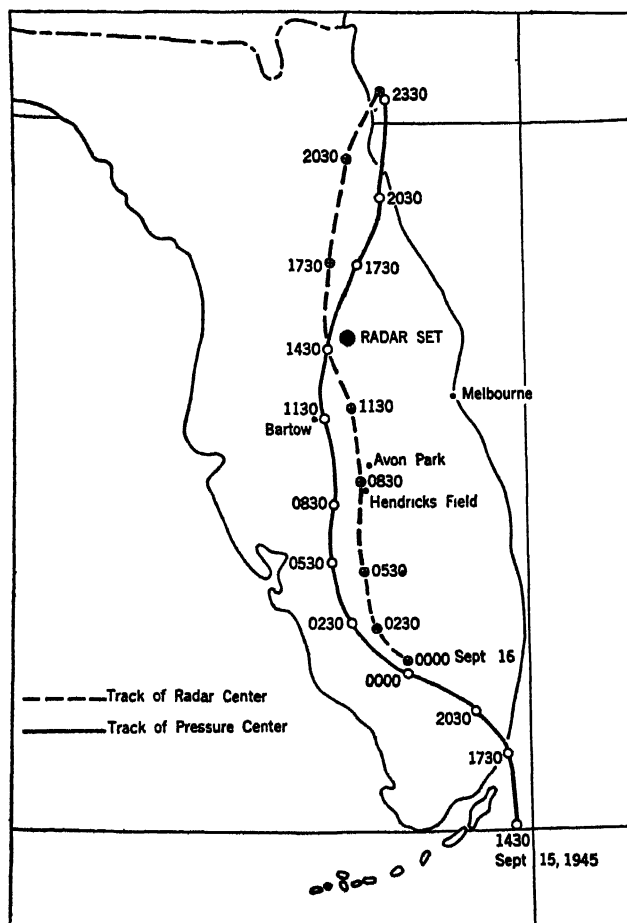 2330
2030
2030
1730
1730
RADAR SET
1430
Melbourne
1130
1130
Bartow
Avon Park
0830
Hendricks Field
0830
0530
0530
0230
0230
0000 Sept 16
0000
Track of Radar Center
2030
Track of Pressure Center
1730
1430
Sept 15, 1945